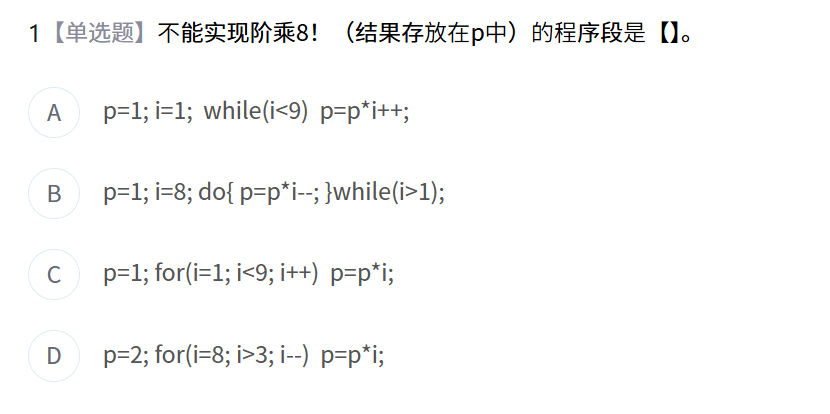 1【单选题】不能实现阶乘8！（结果存放在p中）的程序段是【】。
A p=1; i=1; while(i<9) p=p*i++;
B p=1; i=8; do{ p=p*i--; }while(i>1);
C p=1; for(i=1; i<9; i++) p=p*i;
D p=2; for(i=8; i>3; i--) p=p*i;